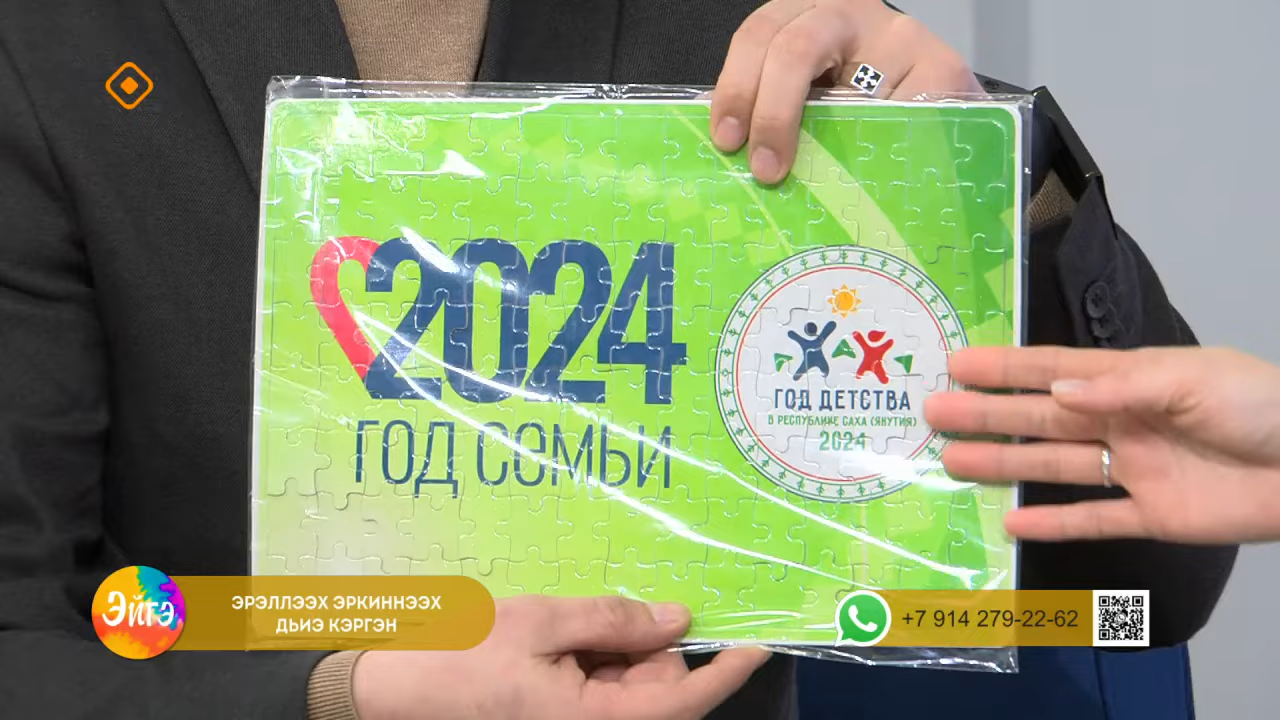 2024
ГОД СЕМЬИ
ГОД ДЕТСТВА
В РЕСПУБЛИКЕ САХА (ЯКУТИЯ)
2024
Эйгэ
ЭРЭЛЛЭЭХ ЭРКИННЭЭХ
ДЬИЭ КЭРГЭН
+7 914 279-22-62